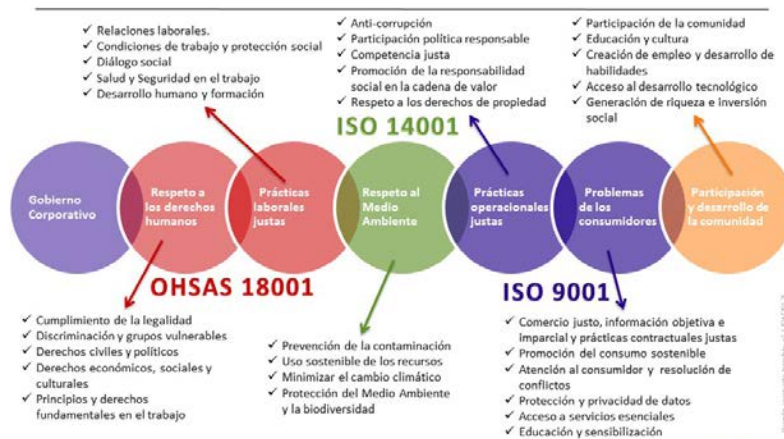 ✓ Relaciones laborales.
✓ Condiciones de trabajo y protección social
✓ Diálogo social
✓ Salud y Seguridad en el trabajo
✓ Desarrollo humano y formación
✓ Anti-corrupción
✓ Participación política responsable
✓ Competencia justa
✓ Promoción de la responsabilidad
social en la cadena de valor
✓ Respeto a los derechos de propiedad
✓ Participación de la comunidad
✓ Educación y cultura
✓ Creación de empleo y desarrollo de
habilidades
✓ Acceso al desarrollo tecnológico
✓ Generación de riqueza e inversión
social
ISO 14001
Gobierno
Corporativo
Respeto a
los derechos
humanos
Prácticas
laborales
justas
Respeto al
Medio
Ambiente
Prácticas
operacionales
justas
Problemas
de los
consumidores
Participación
y desarrollo de
la comunidad
OHSAS 18001
ISO 9001
✓ Cumplimiento de la legalidad
✓ Discriminación y grupos vulnerables
✓ Derechos civiles y políticos
✓ Derechos económicos, sociales y
culturales
✓ Principios y derechos
fundamentales en el trabajo
✓ Prevención de la contaminación
✓ Uso sostenible de los recursos
✓ Minimizar el cambio climático
✓ Protección del Medio Ambiente
y la biodiversidad
✓ Comercio justo, información objetiva e
imparcial y prácticas contractuales justas
✓ Promoción del consumo sostenible
✓ Atención al consumidor y resolución de
conflictos
✓ Protección y privacidad de datos
✓ Acceso a servicios esenciales
✓ Educación y sensibilización